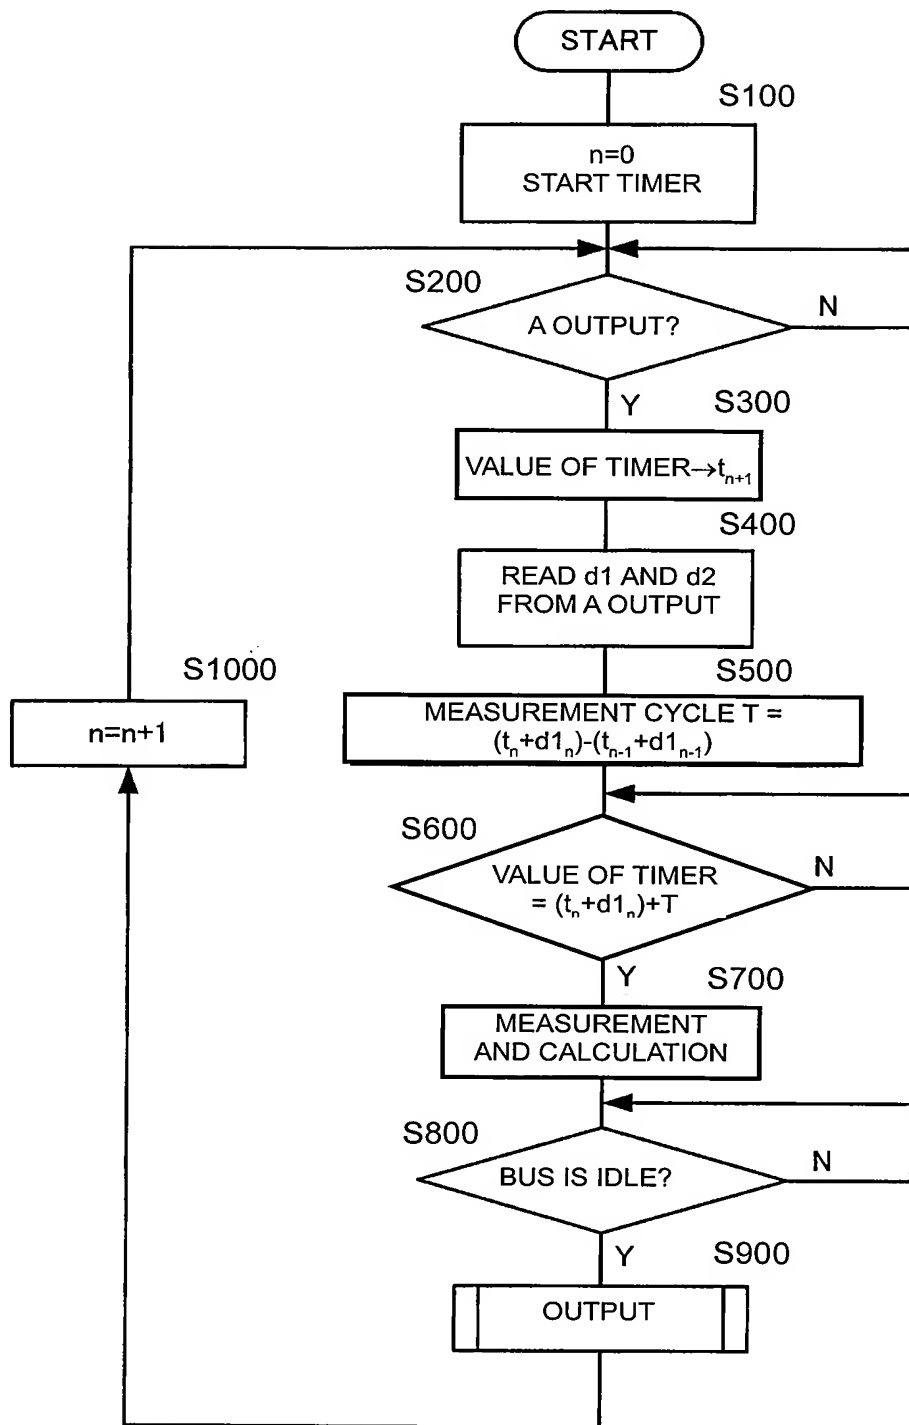 START
S100
n=0
START TIMER
S200
A OUTPUT?
N
Y
S300
VALUE OF TIMER→tₙ₊₁
S400
READ d1 AND d2
FROM A OUTPUT
S500
MEASUREMENT CYCLE T =
(tₙ+d1ₙ)-(tₙ₋₁+d1ₙ₋₁)
S1000
n=n+1
S600
VALUE OF TIMER
= (tₙ+d1ₙ)+T
N
Y
S700
MEASUREMENT
AND CALCULATION
S800
BUS IS IDLE?
N
Y
S900
OUTPUT